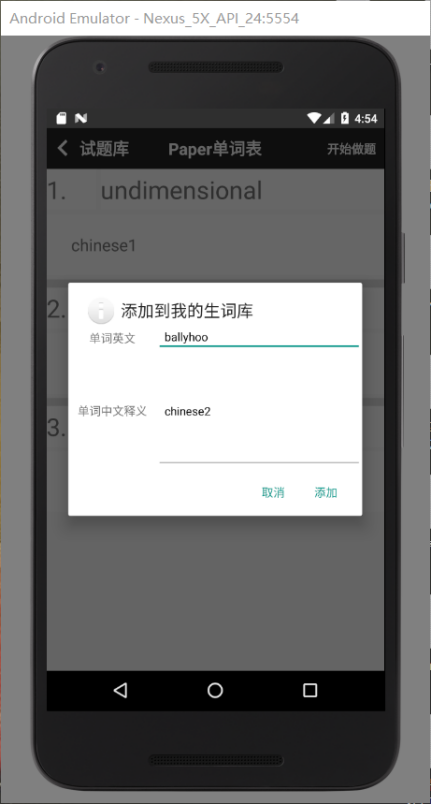 Android Emulator - Nexus_5X_API_24:5554
4:54
试题库 Paper单词表 开始做题
1. undimensional
chinese1
添加到我的生词库
单词英文 ballyhoo
2.
单词中文释义 chinese2
3.
取消 添加